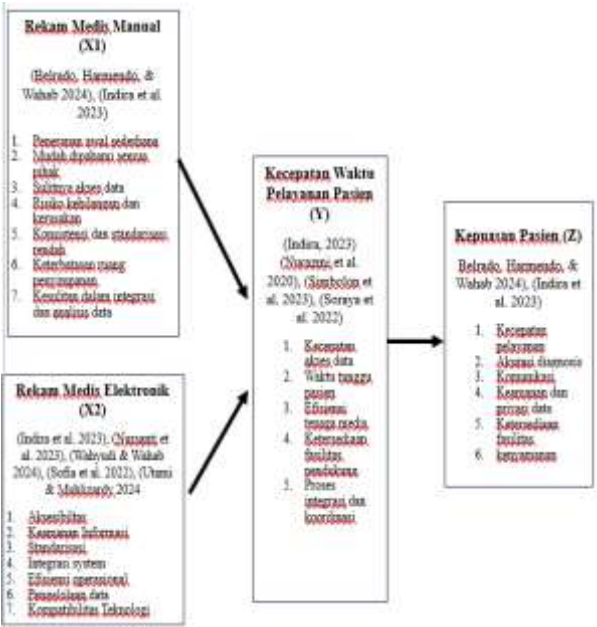 Rekam Medis Manual
(X1)
(Belrado, Harmendo, &
Wahab 2024), (Indira et al.
2023)
1. Penerapan awal sederhana
2. Mudah dipahami semua
pihak
3. Sulitnya akses data
4. Risiko kehilangan dan
kerusakan
5. Konsistensi dan standarisasi
rendah
6. Keterbatasan ruang
penyimpanan
7. Kesulitan dalam integrasi
dan analisis data
Rekam Medis Elektronik
(X2)
(Indira et al. 2023), et
al. 2023), (Wahyudi & Wahab
2024), (Sofia et al. 2022), (Utami
& 2024
1. Aksesibilitas
2. Keamanan Informasi
3. Standarisasi
4. Integrasi system
5. Efisiensi operasional
6. Pengelolaan data
7. Kompatibilitas Teknologi
Kecepatan Waktu
Pelayanan Pasien
(Y)
(Indira, 2023)
et al.
2020), (Simbolon et
al. 2023), (Soraya et
al. 2022)
1. Kecepatan
akses data
2. Waktu tunggu
pasien
3. Efisiensi
tenaga medis
4. Ketersediaan
fasilitas
pendukung
5. Proses
integrasi dan
koordinasi
Kepuasan Pasien (Z)
Belrado, Harmendo, &
Wahab 2024), (Indira et
al. 2023)
1. Kecepatan
pelayanan
2. Akurasi diagnosis
3. Komunikasi
4. Keamanan dan
privasi data
5. Ketersediaan
fasilitas
6. kenyamanan